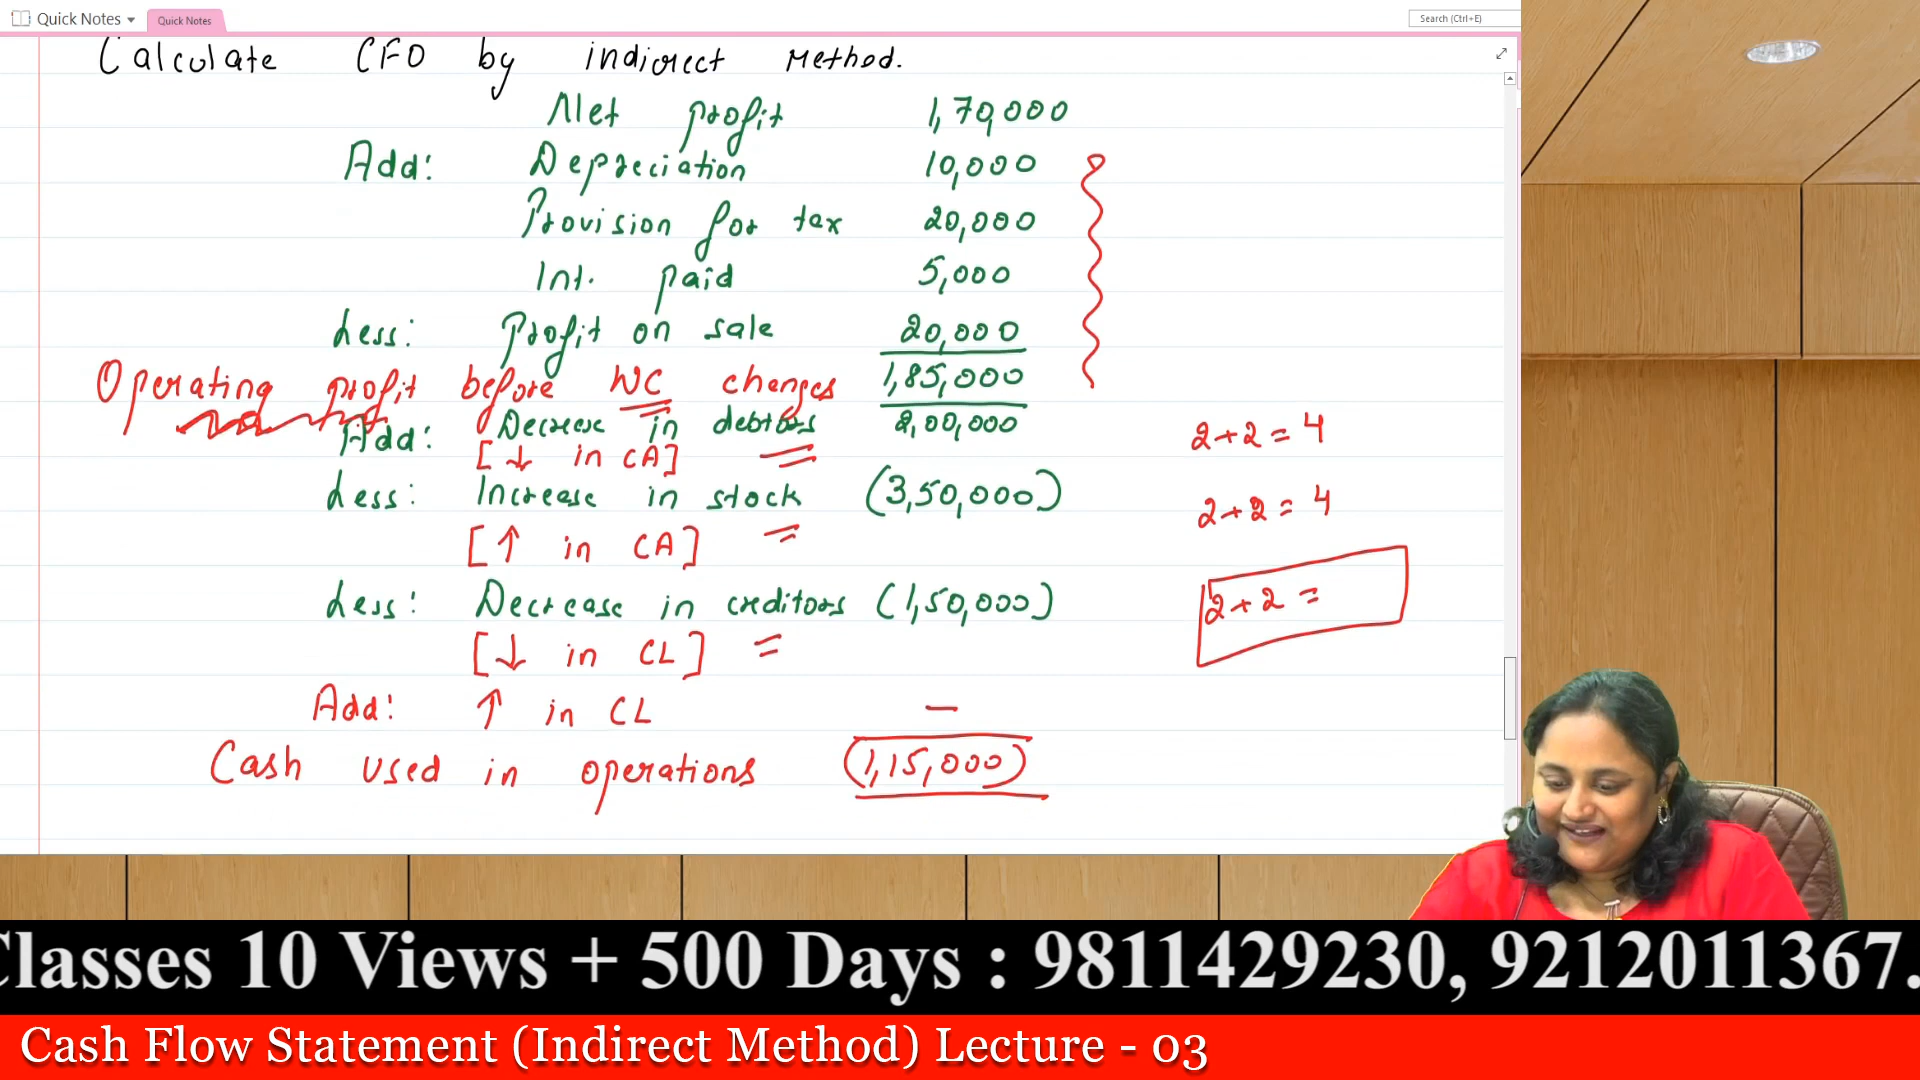 Quick Notes
Quick Notes
Search (Ctrl+E)
Calculate CFO by indirect method.
Net profit 1,70,000
Add: Depreciation 10,000
Provision for tax 20,000
Int. paid 5,000
Less: Profit on sale 20,000
Operating profit before WC changes 1,85,000
Add: Decrease in debtors 2,00,000
[↓ in CA]
Less: Increase in stock (3,50,000)
[↑ in CA]
Less: Decrease in creditors (1,50,000)
[↓ in CL]
Add: ↑ in CL —
Cash used in operations (1,15,000)
2+2 = 4
2+2 = 4
2+2 =
Classes 10 Views + 500 Days : 9811429230, 9212011367.
Cash Flow Statement (Indirect Method) Lecture - 03